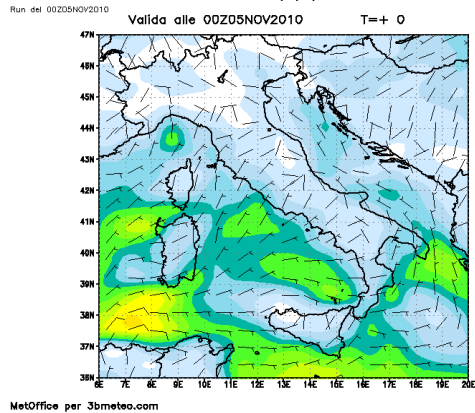 Run del 00Z05NOV2010
Valida alle 00Z05NOV2010 T=+ 0
47N
46N
45N
44N
43N
42N
41N
40N
39N
38N
37N
36N
6E 7E 8E 9E 10E 11E 12E 13E 14E 15E 16E 17E 18E 19E 20E
MetOffice per 3bmeteo.com